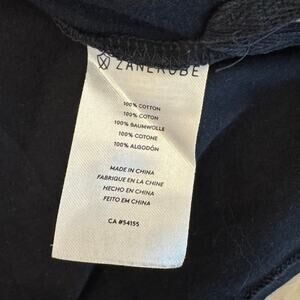 ZANEROBE
100% COTTON
100% COTON
100% BAUMWOLLE
100% COTONE
100% ALGODÓN
MADE IN CHINA
FABRIQUE EN LA CHINE
HECHO EN CHINA
FEITO EM CHINA
CA #54155